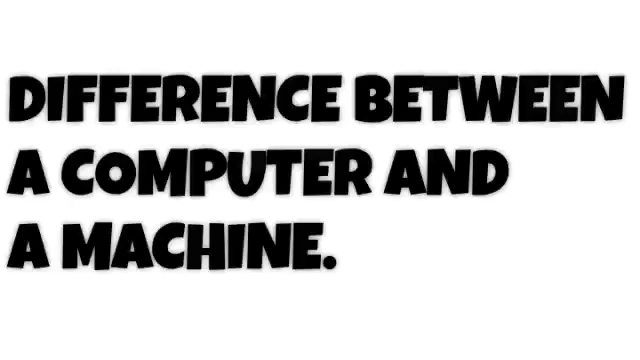 DIFFERENCE BETWEEN
A COMPUTER AND
A MACHINE.